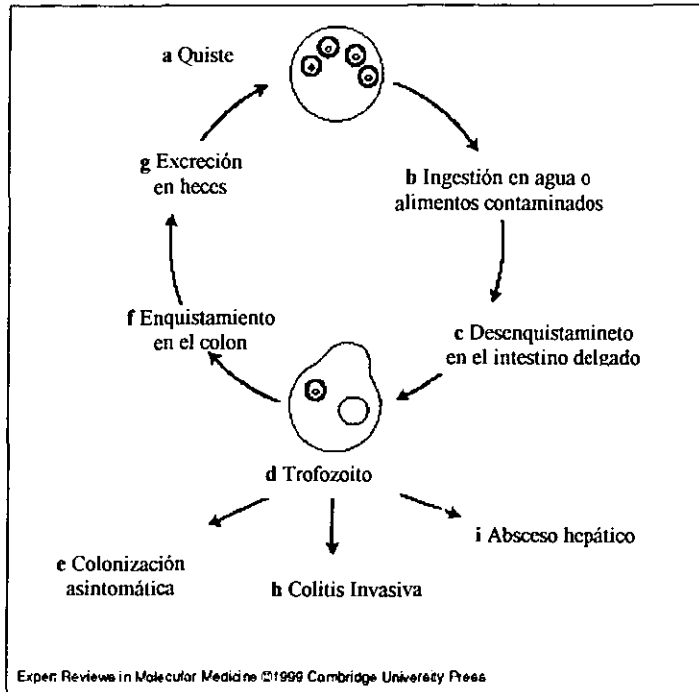 a Quiste
b Ingestión en agua o
alimentos contaminados
c Desenquistamineto
en el intestino delgado
d Trofozoito
e Colonización
asintomática
f Enquistamiento
en el colon
g Excreción
en heces
h Colitis Invasiva
i Absceso hepático
Expert Reviews in Molecular Medicine ©1999 Cambridge University Press